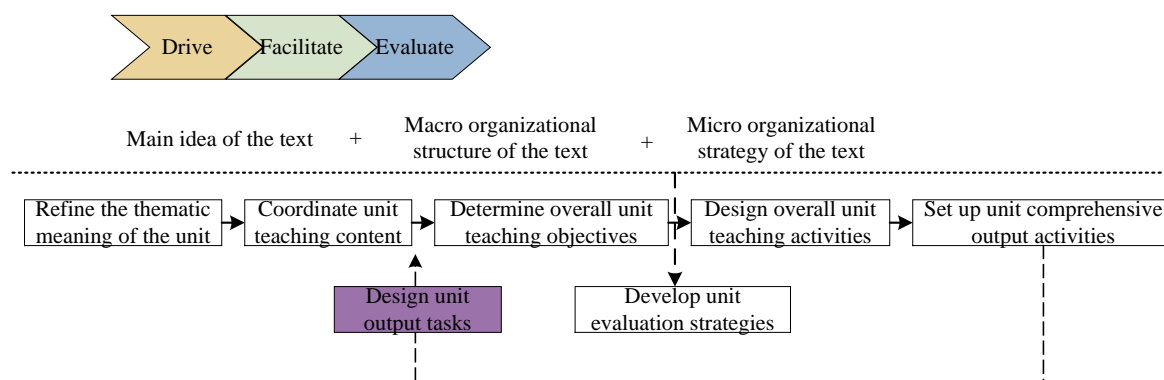 Drive Facilitate Evaluate
Main idea of the text + Macro organizational structure of the text + Micro organizational strategy of the text
Refine the thematic
meaning of the unit
Coordinate unit
teaching content
Determine overall unit
teaching objectives
Design overall unit
teaching activities
Set up unit comprehensive
output activities
Design unit
output tasks
Develop unit
evaluation strategies